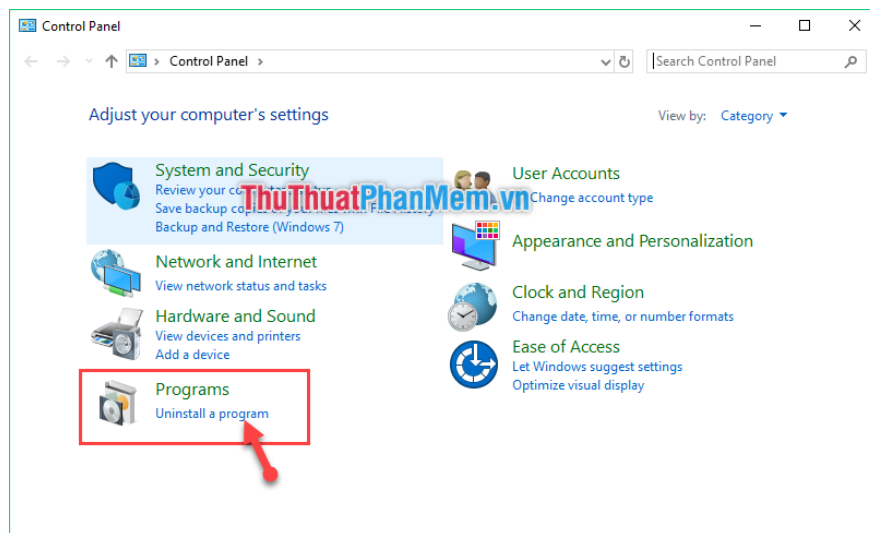 Control Panel
Control Panel
Search Control Panel
Adjust your computer's settings
View by: Category
System and Security
Review your
Save backup
Backup and Restore (Windows 7)
Network and Internet
View network status and tasks
Hardware and Sound
View devices and printers
Add a device
Programs
Uninstall a program
ThuThuatPhanMem.vn
User Accounts
Change account type
Appearance and Personalization
Clock and Region
Change date, time, or number formats
Ease of Access
Let Windows suggest settings
Optimize visual display